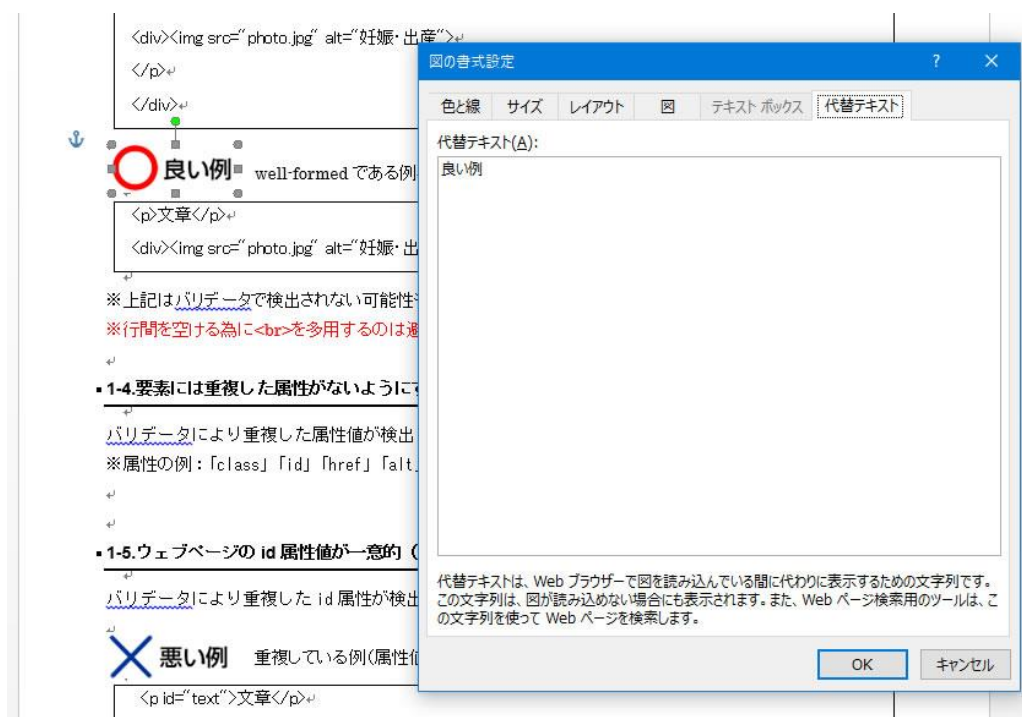 <div><img src="photo.jpg" alt="妊娠・出産">
</p>
</div>
良い例 well-formed である例
<p>文章</p>
<div><img src="photo.jpg" alt="妊娠・出
※上記はバリデータで検出されない可能性
※行間を空ける為に<br>を多用するのは避
1-4.要素には重複した属性がないようにす
バリデータにより重複した属性値が検出
※属性の例：「class」「id」「href」「alt」
1-5.ウェブページの id 属性値が一意的（
バリデータにより重複した id 属性が検出
悪い例 重複している例(属性値
<p id="text">文章</p>
図の書式設定 ? ×
色と線 サイズ レイアウト 図 テキスト ボックス 代替テキスト
代替テキスト(A):
良い例
代替テキストは、Web ブラウザーで図を読み込んでいる間に代わりに表示するための文字列です。
この文字列は、図が読み込めない場合にも表示されます。また、Web ページ検索用のツールは、こ
の文字列を使って Web ページを検索します。
OK キャンセル